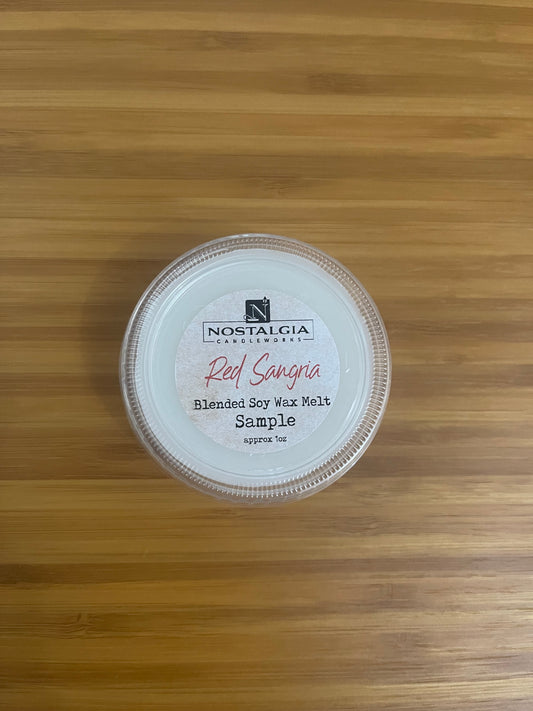 N
NOSTALGIA
CANDLEWORKS
Red Sangria
Blended Soy Wax Melt
Sample
approx 1oz